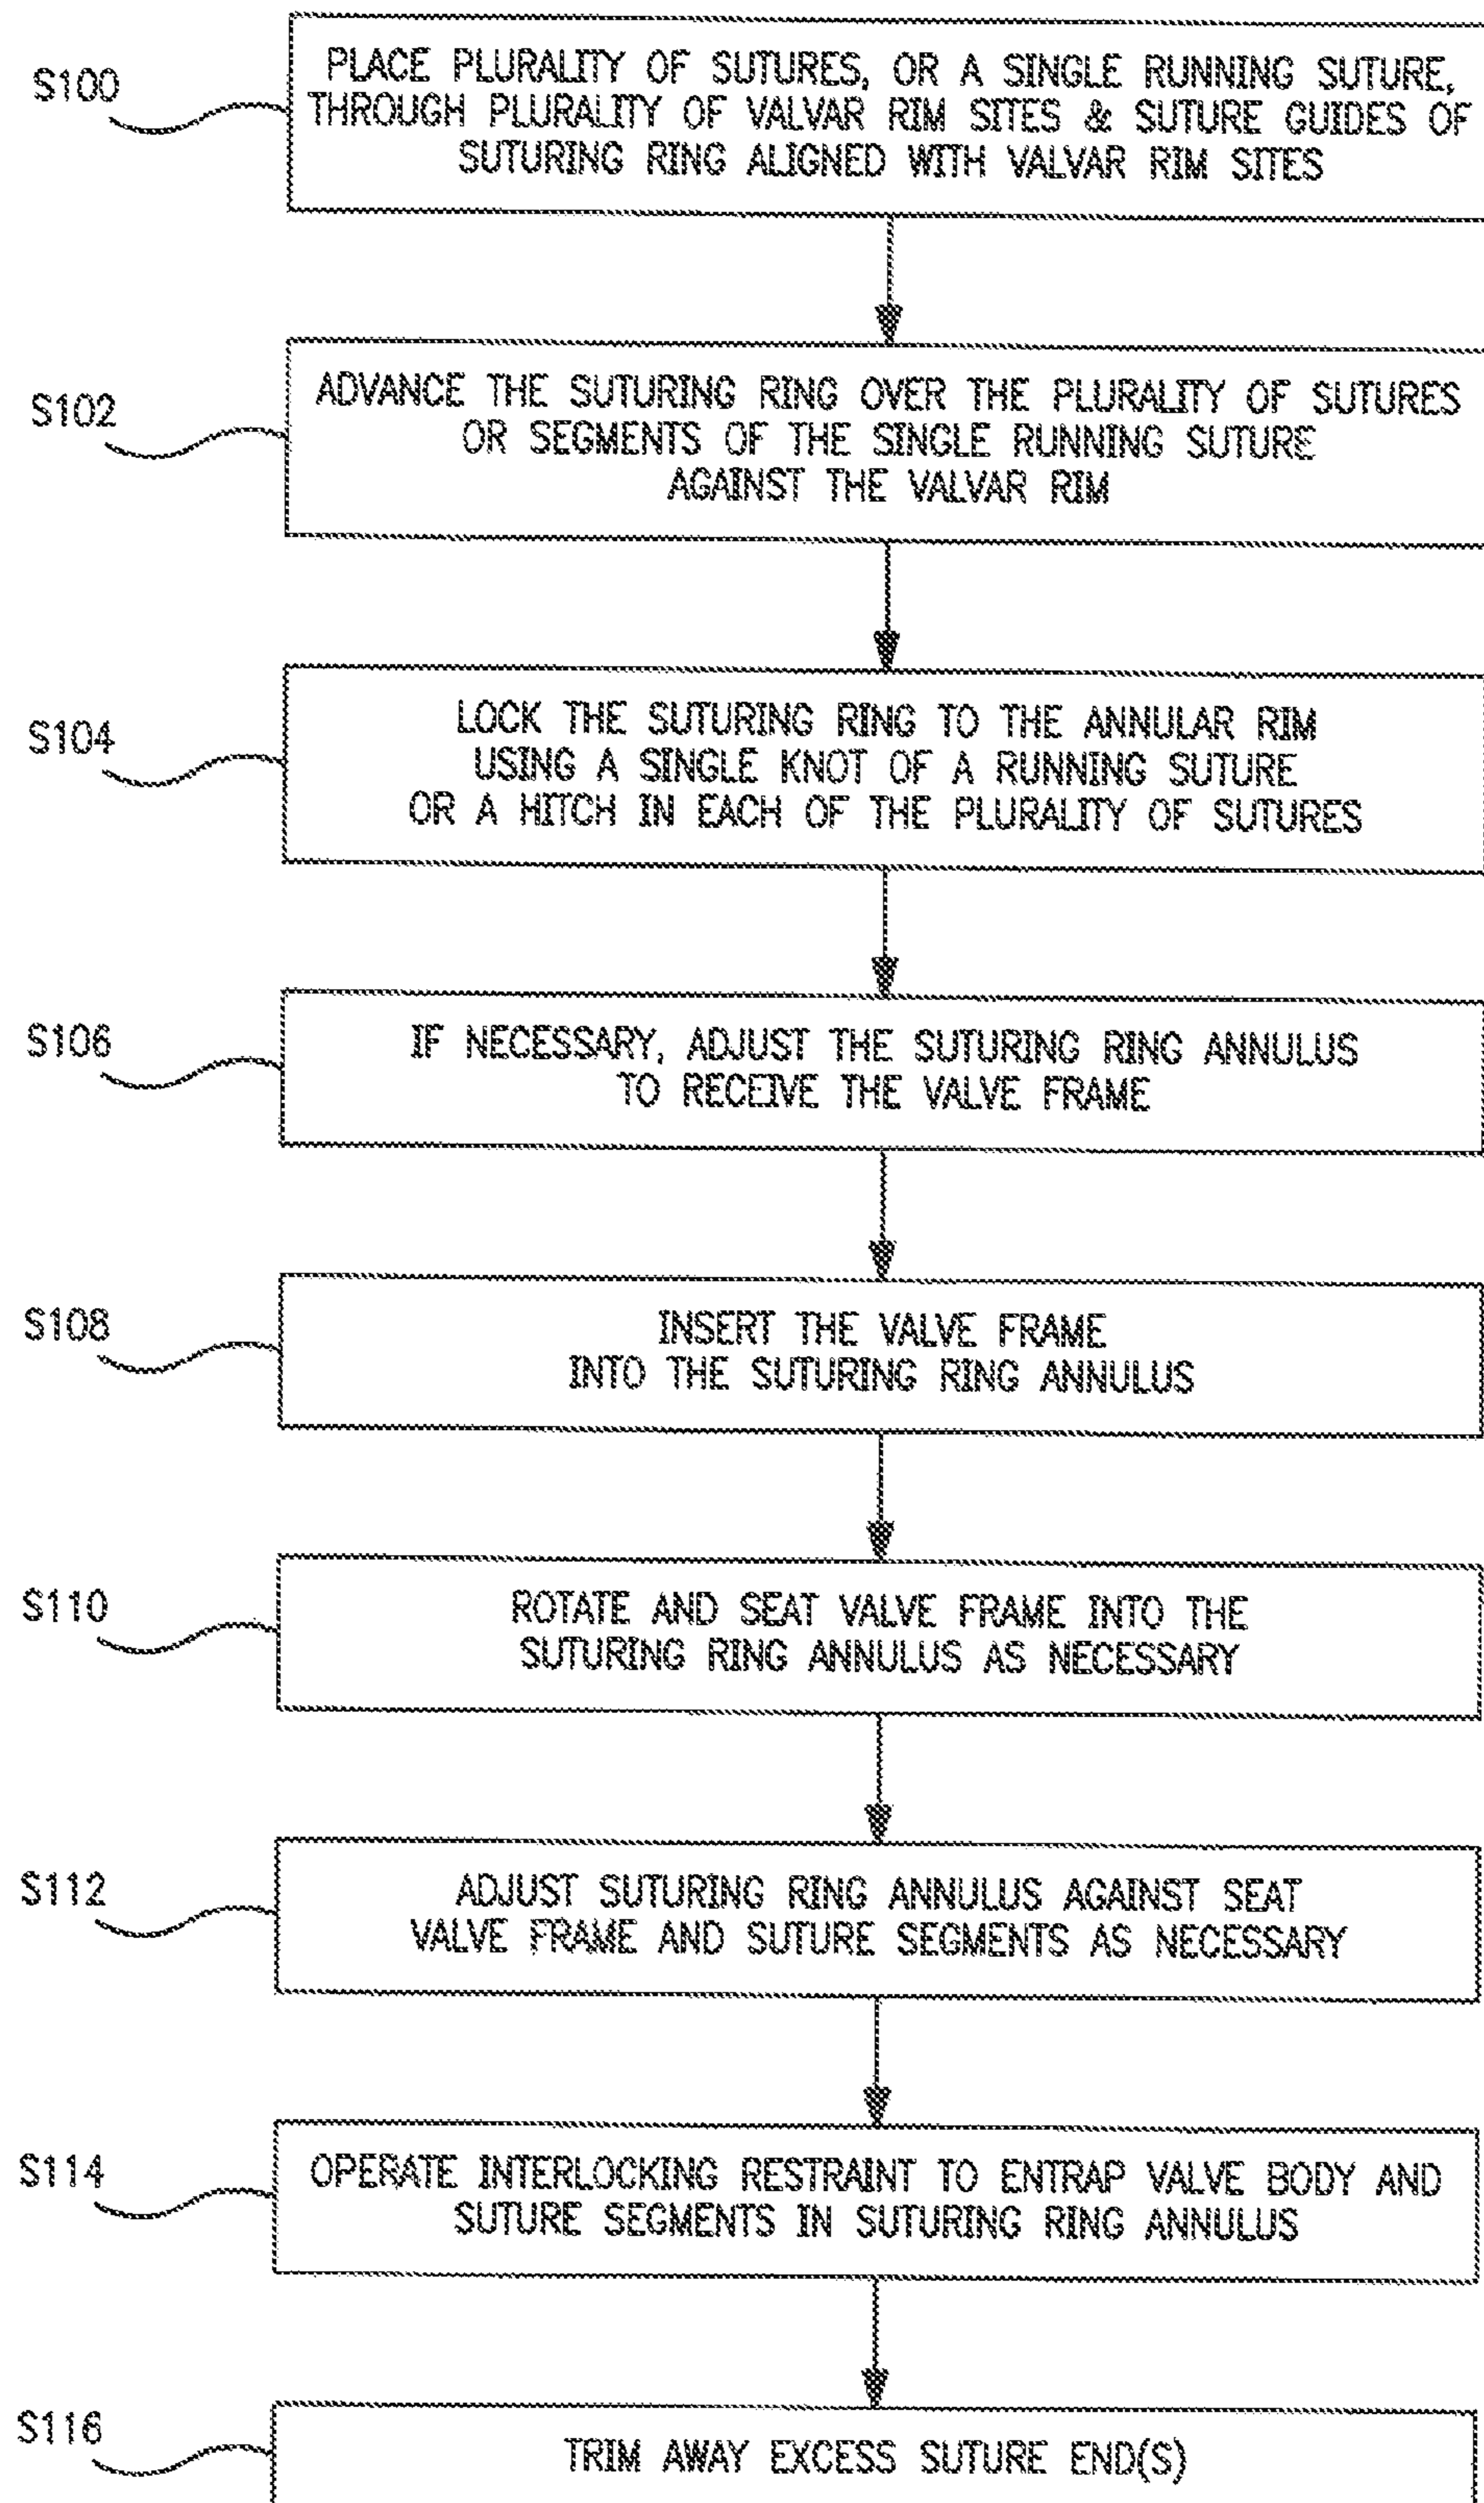 S100
PLACE PLURALITY OF SUTURES, OR A SINGLE RUNNING SUTURE,
THROUGH PLURALITY OF VALVAR RIM SITES & SUTURE GUIDES OF
SUTURING RING ALIGNED WITH VALVAR RIM SITES
S102
ADVANCE THE SUTURING RING OVER THE PLURALITY OF SUTURES
OR SEGMENTS OF THE SINGLE RUNNING SUTURE
AGAINST THE VALVAR RIM
S104
LOCK THE SUTURING RING TO THE ANNULAR RIM
USING A SINGLE KNOT OF A RUNNING SUTURE
OR A HITCH IN EACH OF THE PLURALITY OF SUTURES
S106
IF NECESSARY, ADJUST THE SUTURING RING ANNULUS
TO RECEIVE THE VALVE FRAME
S108
INSERT THE VALVE FRAME
INTO THE SUTURING RING ANNULUS
S110
ROTATE AND SEAT VALVE FRAME INTO THE
SUTURING RING ANNULUS AS NECESSARY
S112
ADJUST SUTURING RING ANNULUS AGAINST SEAT
VALVE FRAME AND SUTURE SEGMENTS AS NECESSARY
S114
OPERATE INTERLOCKING RESTRAINT TO ENTRAP VALVE BODY AND
SUTURE SEGMENTS IN SUTURING RING ANNULUS
S116
TRIM AWAY EXCESS SUTURE END(S)